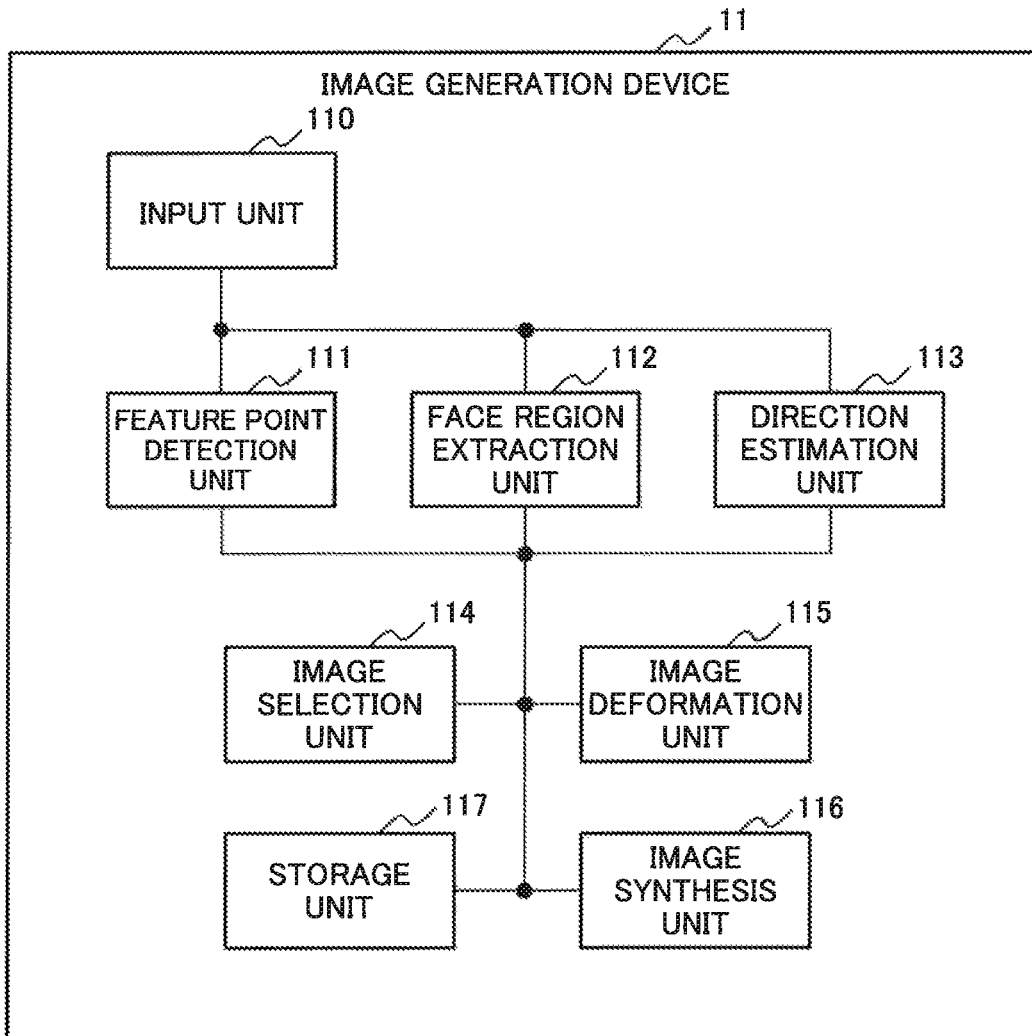 11
IMAGE GENERATION DEVICE
110
INPUT UNIT
111
FEATURE POINT
DETECTION
UNIT
112
FACE REGION
EXTRACTION
UNIT
113
DIRECTION
ESTIMATION
UNIT
114
IMAGE
SELECTION
UNIT
115
IMAGE
DEFORMATION
UNIT
117
STORAGE
UNIT
116
IMAGE
SYNTHESIS
UNIT